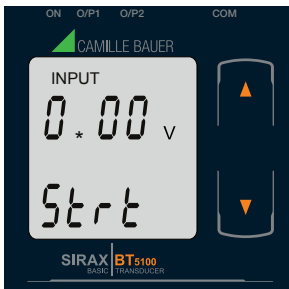 ON O/P1 O/P2 COM
CAMILLE BAUER
INPUT
0.*00 V
Strt
SIRAX BT5100
BASIC TRANSDUCER